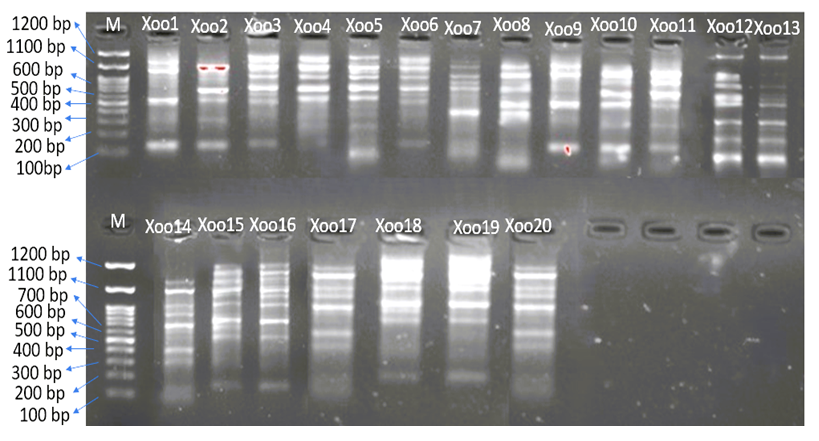 1200 bp M Xoo1 Xoo2 Xoo3 Xoo4 Xoo5 Xoo6 Xoo7 Xoo8 Xoo9 Xoo10 Xoo11 Xoo12 Xoo13
1100 bp
600 bp
500 bp
400 bp
300 bp
200 bp
100bp
M Xoo14 Xoo15 Xoo16 Xoo17 Xoo18 Xoo19 Xoo20
1200 bp
1100 bp
700 bp
600 bp
500 bp
400 bp
300 bp
200 bp
100 bp